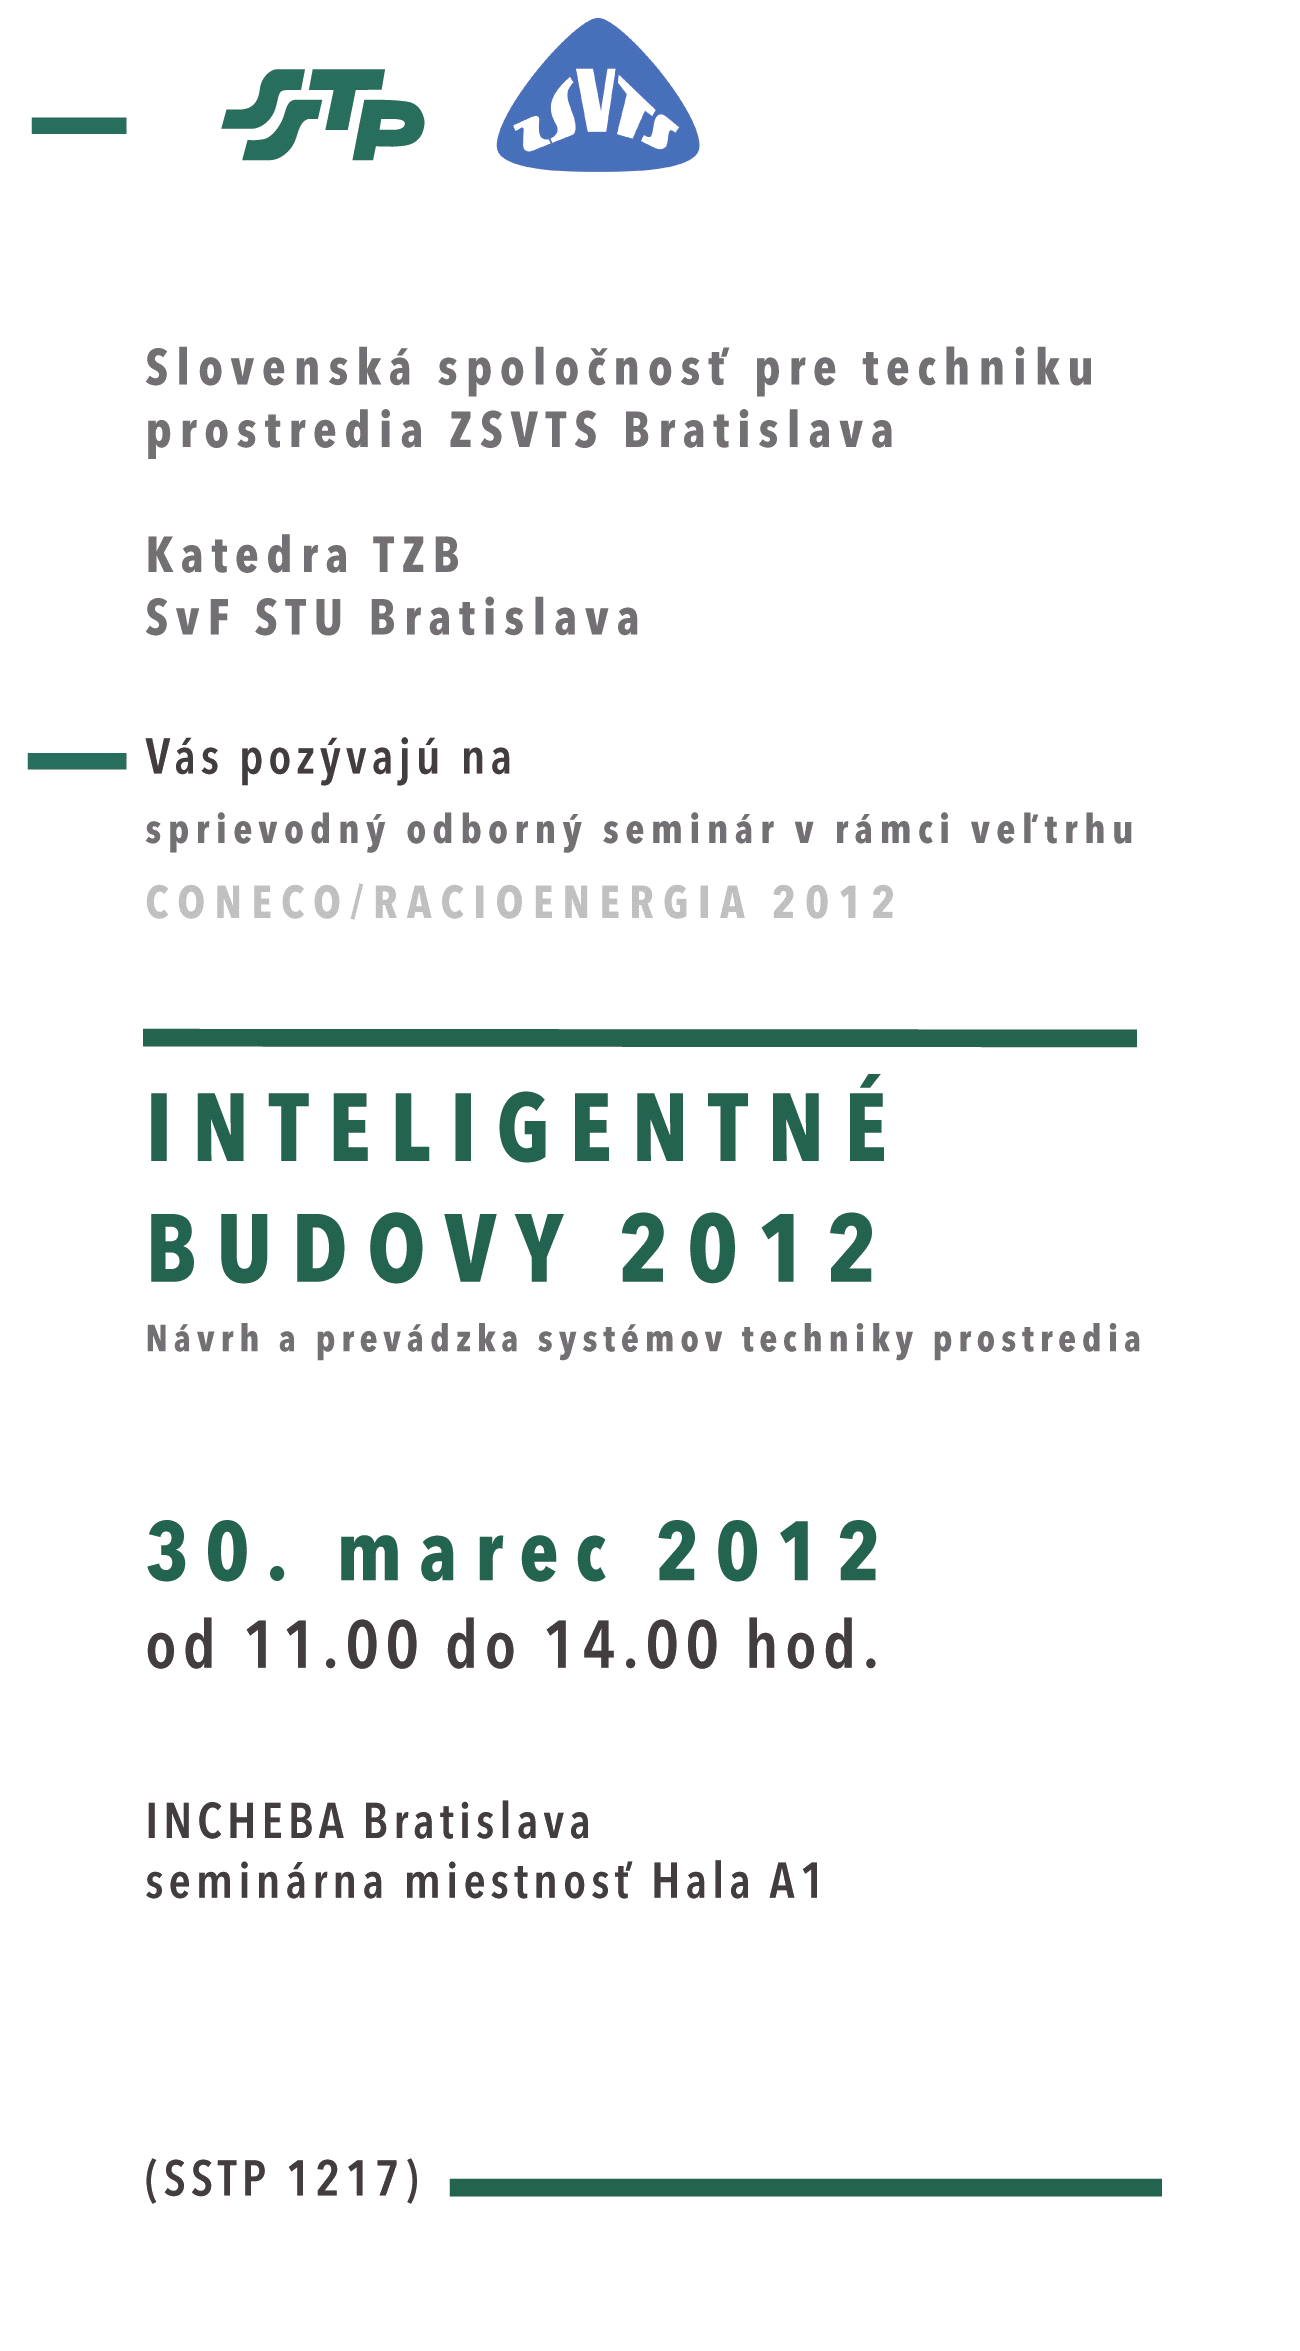 SSTP ZSVTS
Slovenská spoločnosť pre techniku
prostredia ZSVTS Bratislava
Katedra TZB
SvF STU Bratislava
Vás pozývajú na
sprievodný odborný seminár v rámci veľtrhu
CONECO/RACIOENERGIA 2012
INTELIGENTNÉ
BUDOVY 2012
Návrh a prevádzka systémov techniky prostredia
30. marec 2012
od 11.00 do 14.00 hod.
INCHEBA Bratislava
seminárna miestnosť Hala A1
(SSTP 1217)